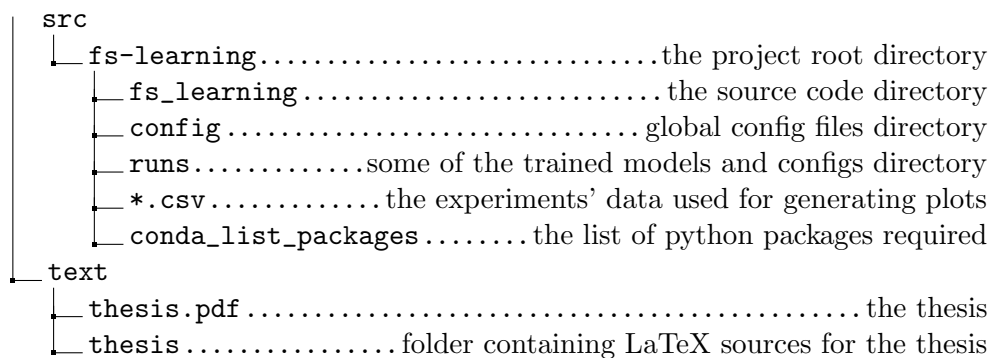 src
fs-learning..............................the project root directory
fs_learning...........................the source code directory
config................................global config files directory
runs.............some of the trained models and configs directory
*.csv.............the experiments' data used for generating plots
conda_list_packages........the list of python packages required
text
thesis.pdf...............................................the thesis
thesis................folder containing LaTeX sources for the thesis